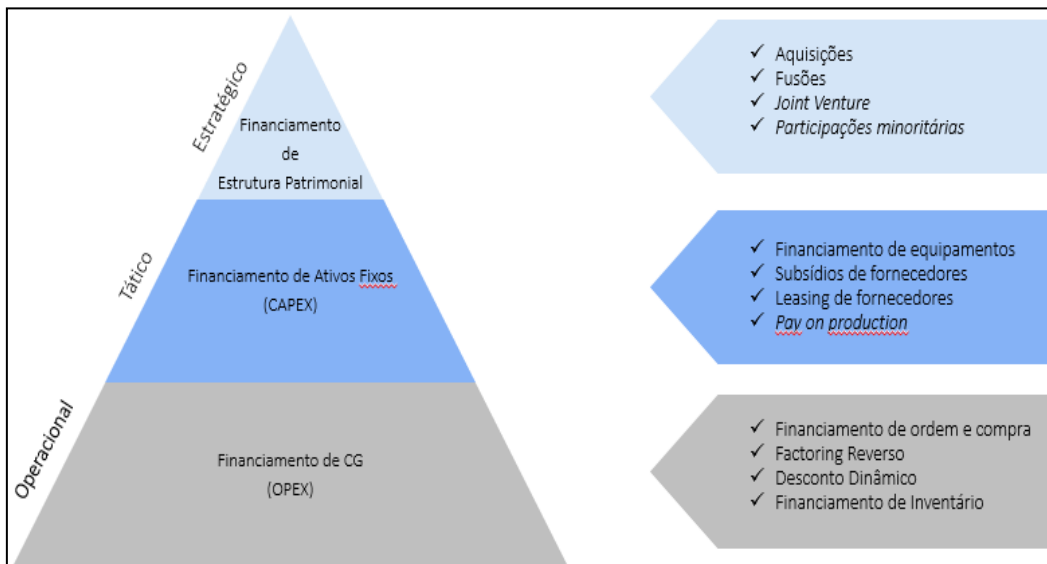 Estratégico
Financiamento
de
Estrutura Patrimonial
✓ Aquisições
✓ Fusões
✓ Joint Venture
✓ Participações minoritárias
Tático
Financiamento de Ativos Fixos
(CAPEX)
✓ Financiamento de equipamentos
✓ Subsídios de fornecedores
✓ Leasing de fornecedores
✓ Pay on production
Operacional
Financiamento de CG
(OPEX)
✓ Financiamento de ordem e compra
✓ Factoring Reverso
✓ Desconto Dinâmico
✓ Financiamento de Inventário